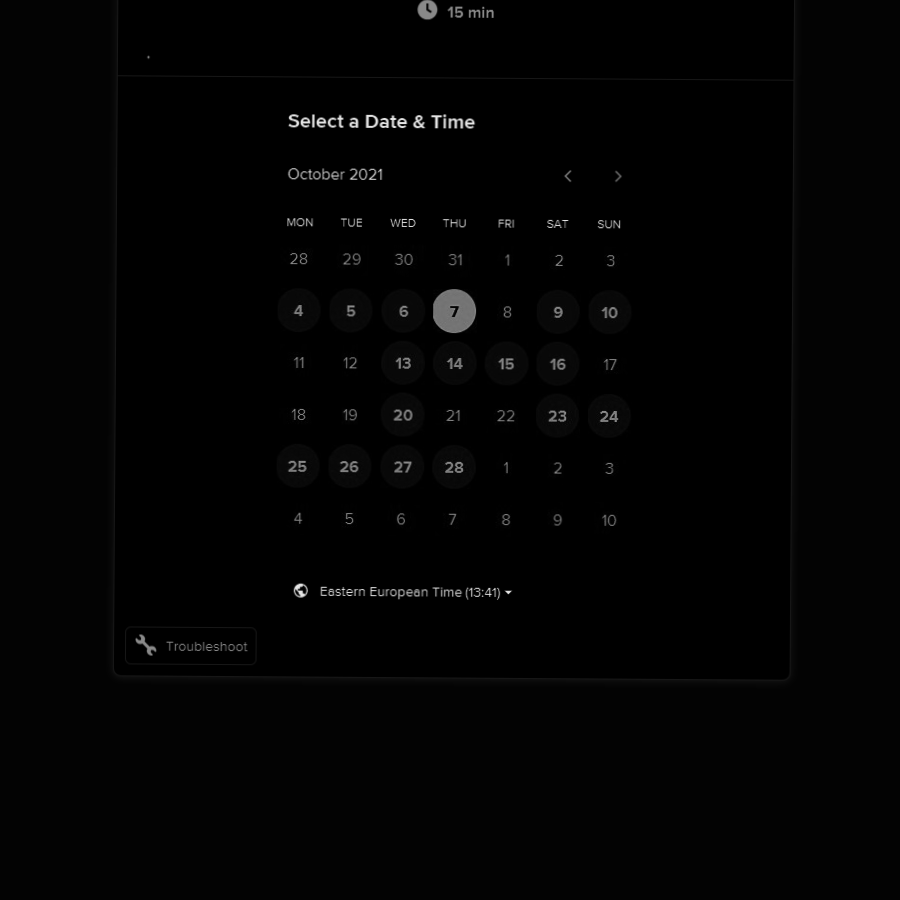 15 min
.
Select a Date & Time
October 2021
MON TUE WED THU FRI SAT SUN
28 29 30 31 1 2 3
4 5 6 7 8 9 10
11 12 13 14 15 16 17
18 19 20 21 22 23 24
25 26 27 28 1 2 3
4 5 6 7 8 9 10
Eastern European Time (13:41)
Troubleshoot